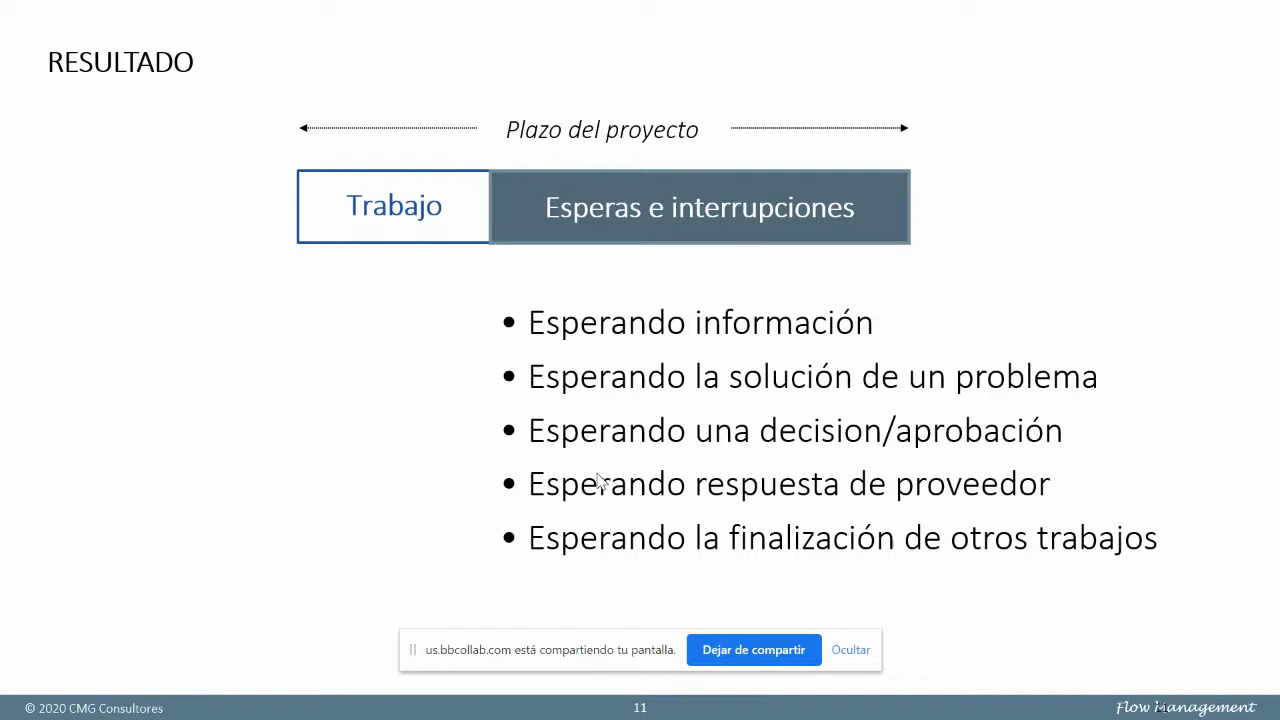 RESULTADO
Plazo del proyecto
Trabajo
Esperas e interrupciones
• Esperando información
• Esperando la solución de un problema
• Esperando una decision/aprobación
• Esperando respuesta de proveedor
• Esperando la finalización de otros trabajos
us.bbcollab.com está compartiendo tu pantalla.
Dejar de compartir
Ocultar
© 2020 CMG Consultores
11
Flow Management